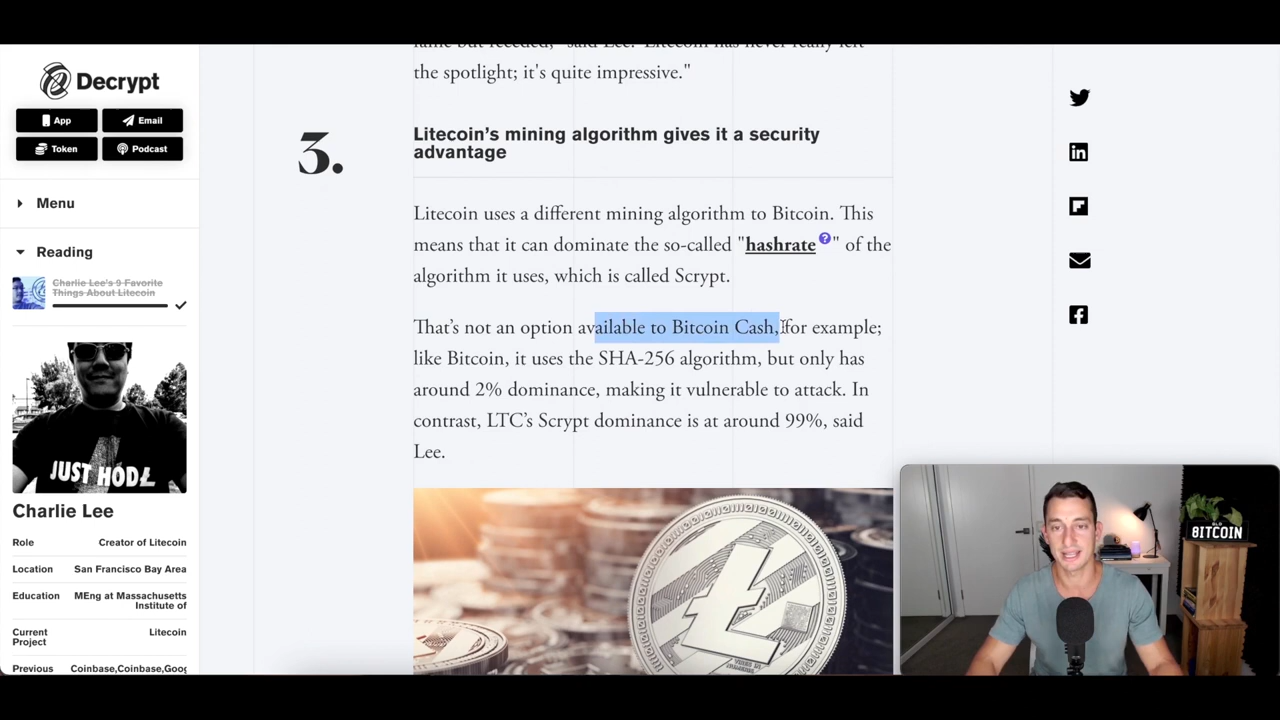 Decrypt
App
Email
Token
Podcast
Menu
Reading
Charlie Lee's 9 Favorite
Things About Litecoin
JUST HODŁ
Charlie Lee
Role
Creator of Litecoin
Location
San Francisco Bay Area
Education
MEng at Massachusetts
Institute of
Current
Project
Litecoin
Previous
Coinbase,Coinbase,Goog
the spotlight; it's quite impressive."
3.
Litecoin's mining algorithm gives it a security
advantage
Litecoin uses a different mining algorithm to Bitcoin. This
means that it can dominate the so-called "hashrate ?" of the
algorithm it uses, which is called Scrypt.
That's not an option available to Bitcoin Cash, for example;
like Bitcoin, it uses the SHA-256 algorithm, but only has
around 2% dominance, making it vulnerable to attack. In
contrast, LTC's Scrypt dominance is at around 99%, said
Lee.
BITCOIN